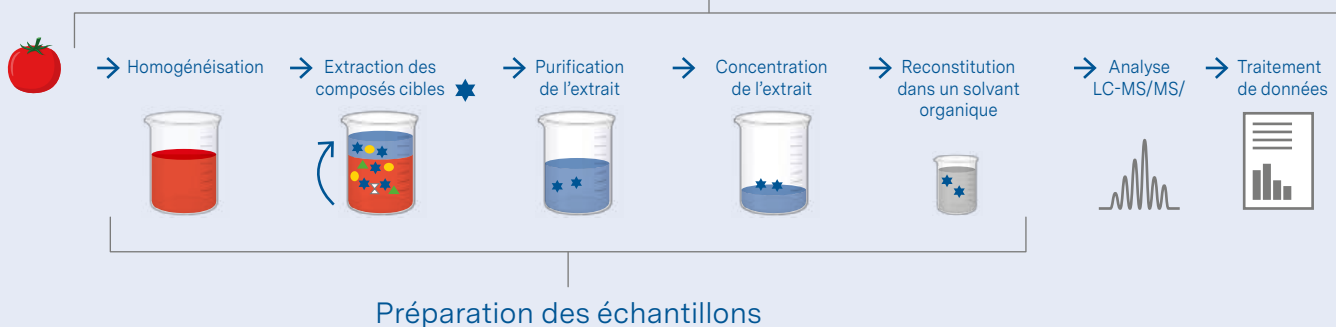 Homogénéisation
Extraction des
composés cibles
Purification
de l'extrait
Concentration
de l'extrait
Reconstitution
dans un solvant
organique
Analyse
LC-MS/MS/
Traitement
de données
Préparation des échantillons